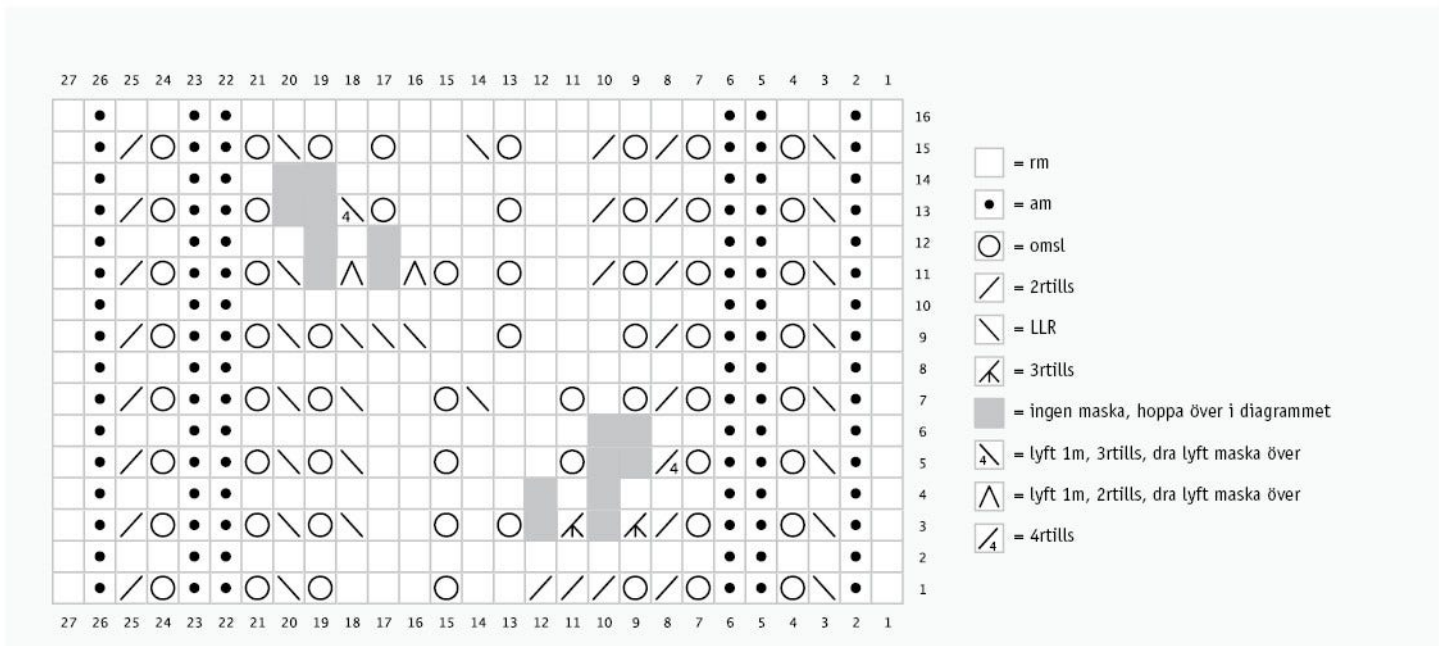 27 26 25 24 23 22 21 20 19 18 17 16 15 14 13 12 11 10 9 8 7 6 5 4 3 2 1
16
15
14
4 13
12
11
10
9
8
7
6
4 5
4
3
2
1
27 26 25 24 23 22 21 20 19 18 17 16 15 14 13 12 11 10 9 8 7 6 5 4 3 2 1
= rm
= am
= omsl
= 2rtills
= LLR
= 3rtills
= ingen maska, hoppa över i diagrammet
4 = lyft 1m, 3rtills, dra lyft maska över
= lyft 1m, 2rtills, dra lyft maska över
4 = 4rtills